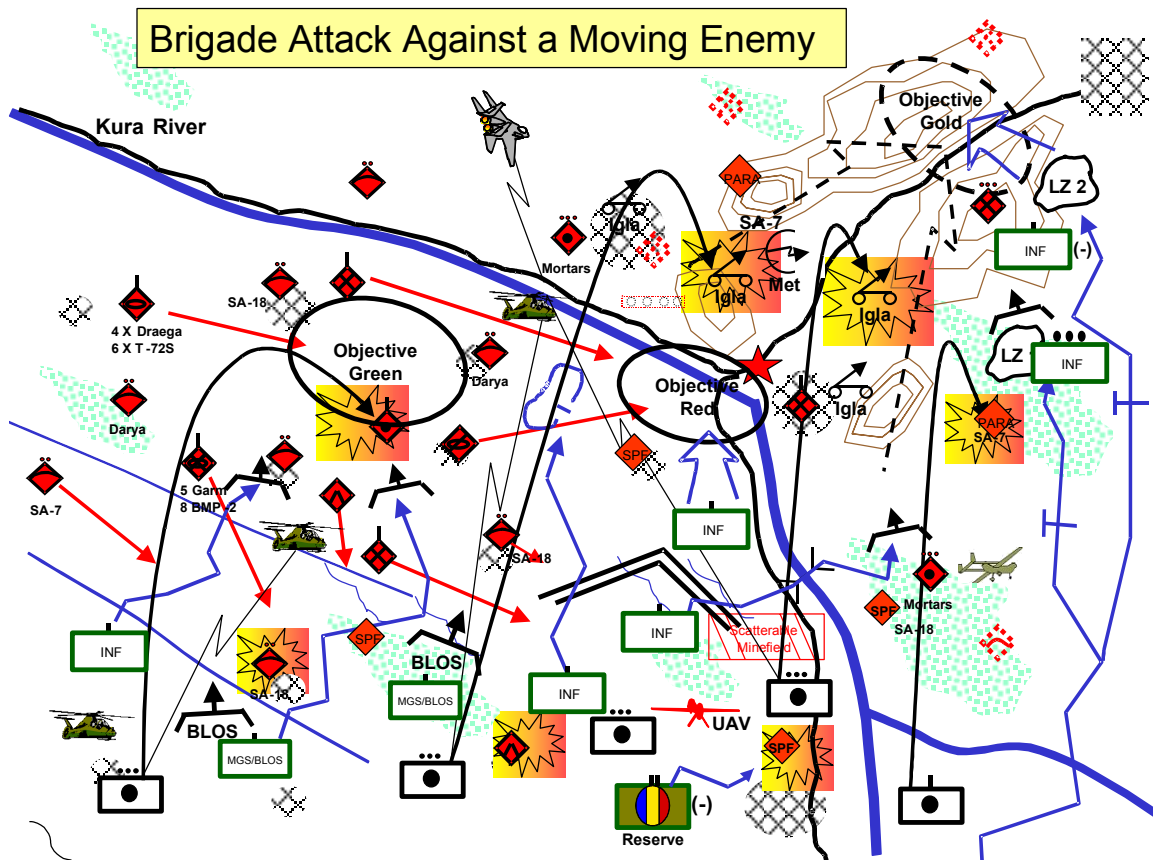 Brigade Attack Against a Moving Enemy
Kura River
Objective
Gold
PARA
LZ 2
Igla
SA-7
INF
(-)
Mortars
Met
Igla
Igla
SA-18
4 X Draega
6 X T-72S
Objective
Green
Darya
Objective
Red
LZ
INF
Igla
Darya
PARA
SA-7
SPF
5 Garm
8 BMP-2
SA-7
INF
SA-18
Mortars
SPF
SA-18
SPF
INF
INF
Scatterable
Minefield
BLOS
SA-18
INF
MGS/BLOS
BLOS
UAV
MGS/BLOS
SPF
(-)
Reserve